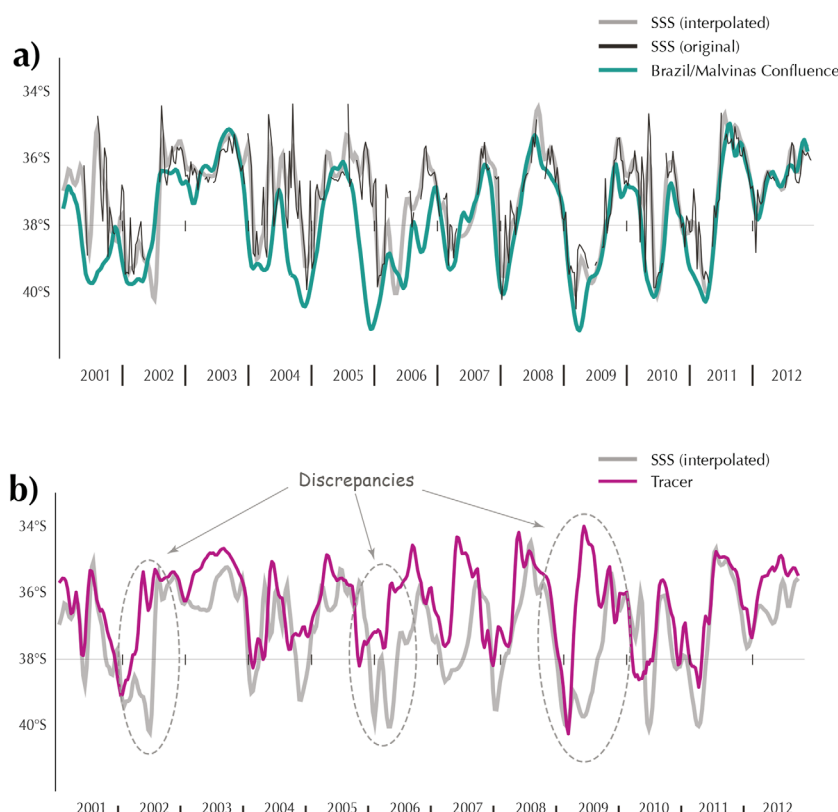 SSS (interpolated)
SSS (original)
Brazil/Malvinas Confluence
a)
34°S
36°S
38°S
40°S
2001 2002 2003 2004 2005 2006 2007 2008 2009 2010 2011 2012
SSS (interpolated)
Tracer
b)
Discrepancies
34°S
36°S
38°S
40°S
2001 2002 2003 2004 2005 2006 2007 2008 2009 2010 2011 2012